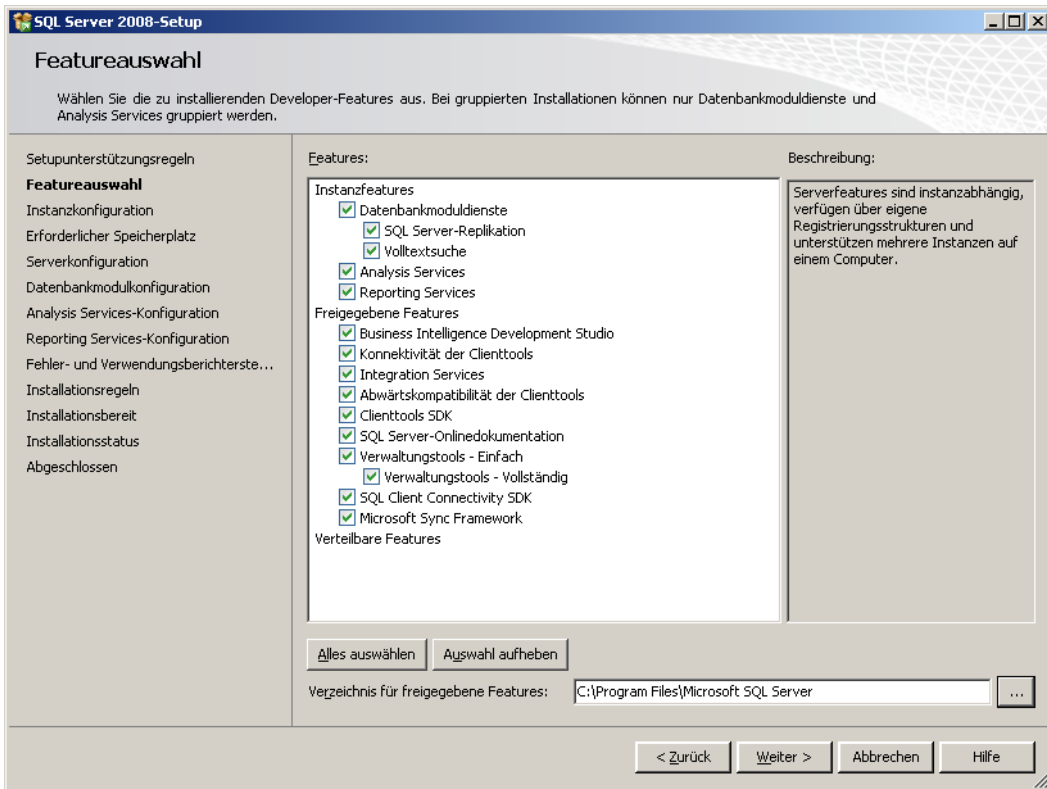 SQL Server 2008-Setup
Featureauswahl
Wählen Sie die zu installierenden Developer-Features aus. Bei gruppierten Installationen können nur Datenbankmoduldienste und
Analysis Services gruppiert werden.
Setupunterstützungsregeln
Featureauswahl
Instanzkonfiguration
Erforderlicher Speicherplatz
Serverkonfiguration
Datenbankmodulkonfiguration
Analysis Services-Konfiguration
Reporting Services-Konfiguration
Fehler- und Verwendungsberichterste...
Installationsregeln
Installationsbereit
Installationsstatus
Abgeschlossen
Features:
Instanzfeatures
Datenbankmoduldienste
SQL Server-Replikation
Volltextsuche
Analysis Services
Reporting Services
Freigegebene Features
Business Intelligence Development Studio
Konnektivität der Clienttools
Integration Services
Abwärtskompatibilität der Clienttools
Clienttools SDK
SQL Server-Onlinedokumentation
Verwaltungstools - Einfach
Verwaltungstools - Vollständig
SQL Client Connectivity SDK
Microsoft Sync Framework
Verteilbare Features
Beschreibung:
Serverfeatures sind instanzabhängig,
verfügen über eigene
Registrierungsstrukturen und
unterstützen mehrere Instanzen auf
einem Computer.
Alles auswählen
Auswahl aufheben
Verzeichnis für freigegebene Features:
C:\Program Files\Microsoft SQL Server
...
< Zurück
Weiter >
Abbrechen
Hilfe